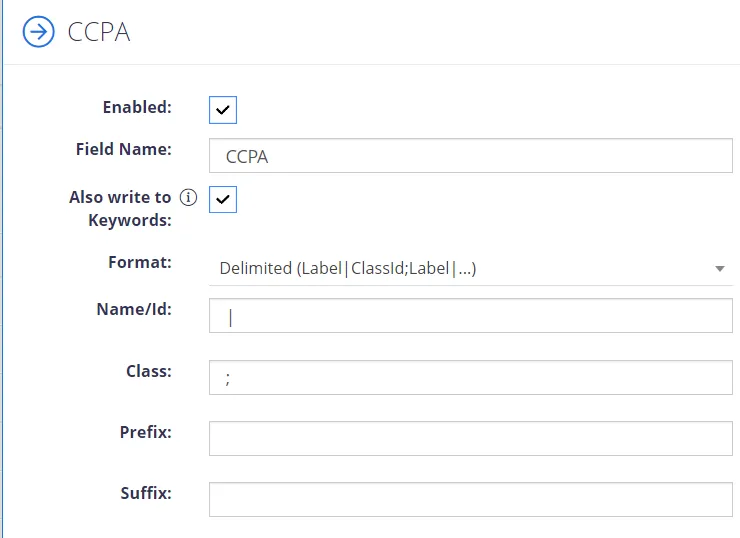 CCPA
Enabled:
Field Name:
CCPA
Also write to
Keywords:
Format:
Delimited (Label|ClassId;Label|...)
Name/Id:
|
Class:
;
Prefix:
Suffix: